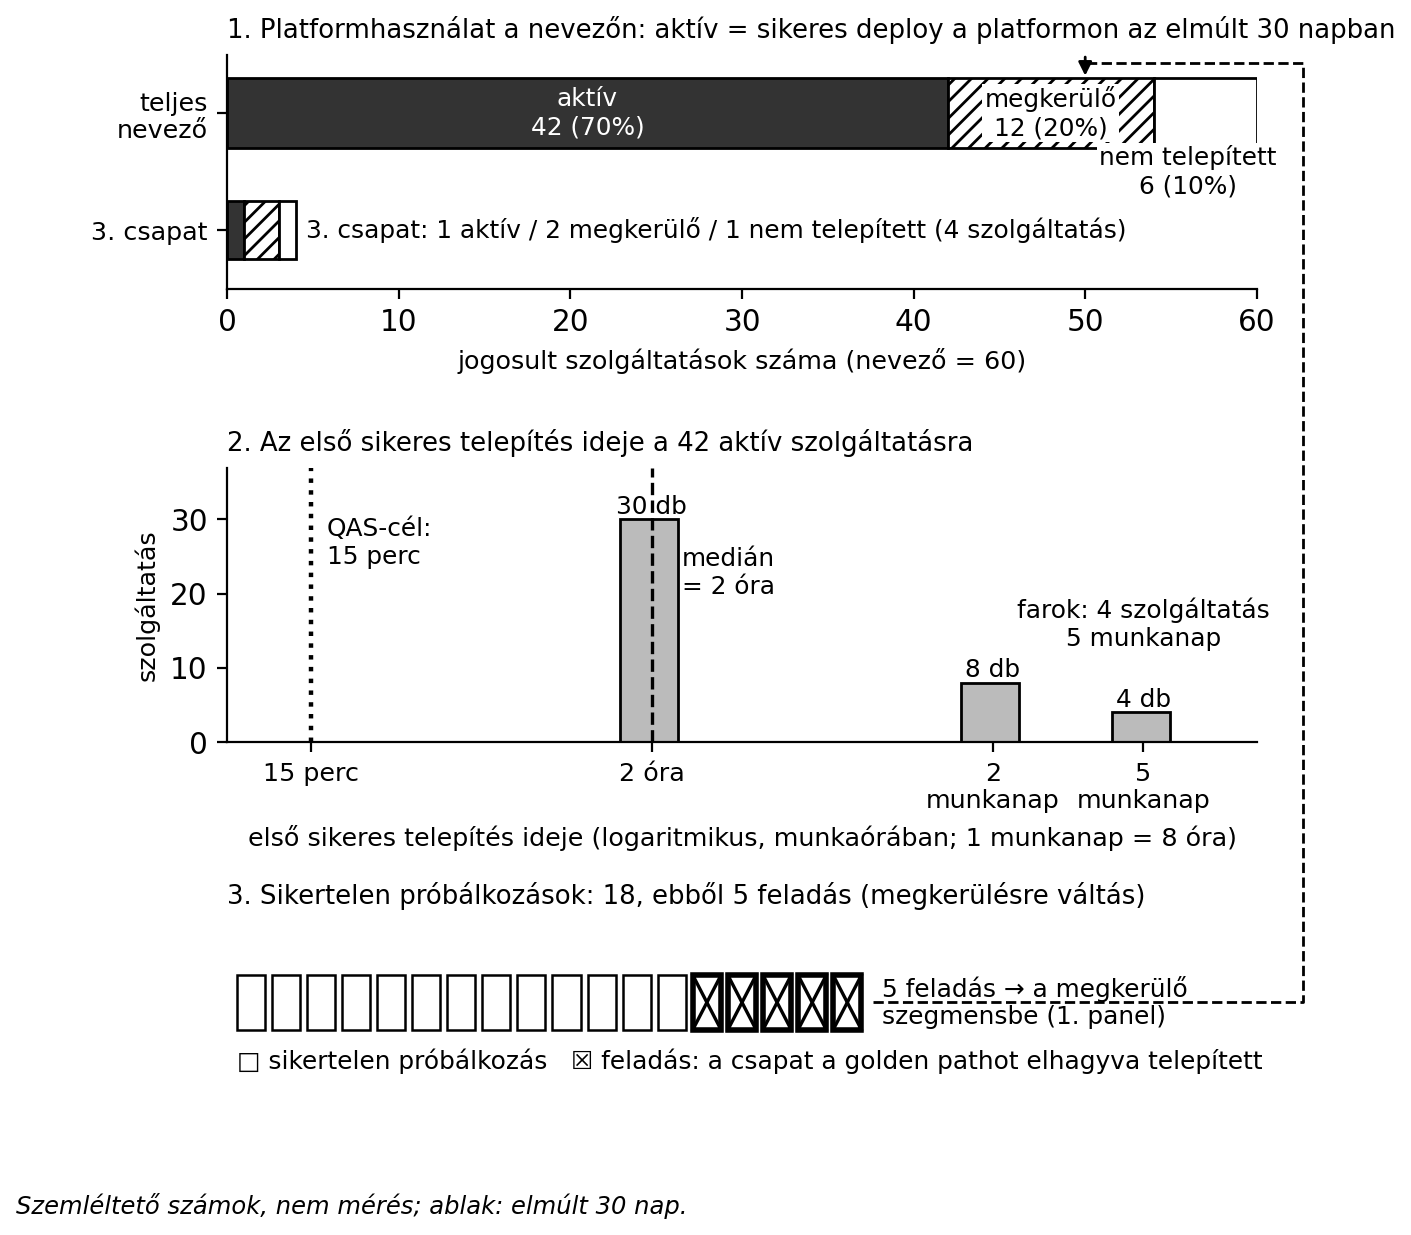 1. Platformhasználat a nevezőn: aktív = sikeres deploy a platformon az elmúlt 30 napban
teljes
nevező
aktív
42 (70%)
megkerülő
12 (20%)
nem telepített
6 (10%)
3. csapat
3. csapat: 1 aktív / 2 megkerülő / 1 nem telepített (4 szolgáltatás)
0 10 20 30 40 50 60
jogosult szolgáltatások száma (nevező = 60)
2. Az első sikeres telepítés ideje a 42 aktív szolgáltatásra
szolgáltatás
30
20
10
0
QAS-cél:
15 perc
30 db
medián
= 2 óra
farok: 4 szolgáltatás
5 munkanap
8 db
4 db
15 perc
2 óra
2
munkanap
5
munkanap
első sikeres telepítés ideje (logaritmikus, munkaórában; 1 munkanap = 8 óra)
3. Sikertelen próbálkozások: 18, ebből 5 feladás (megkerülésre váltás)
5 feladás → a megkerülő
szegmensbe (1. panel)
□ sikertelen próbálkozás ☒ feladás: a csapat a golden pathot elhagyva telepített
Szemléltető számok, nem mérés; ablak: elmúlt 30 nap.